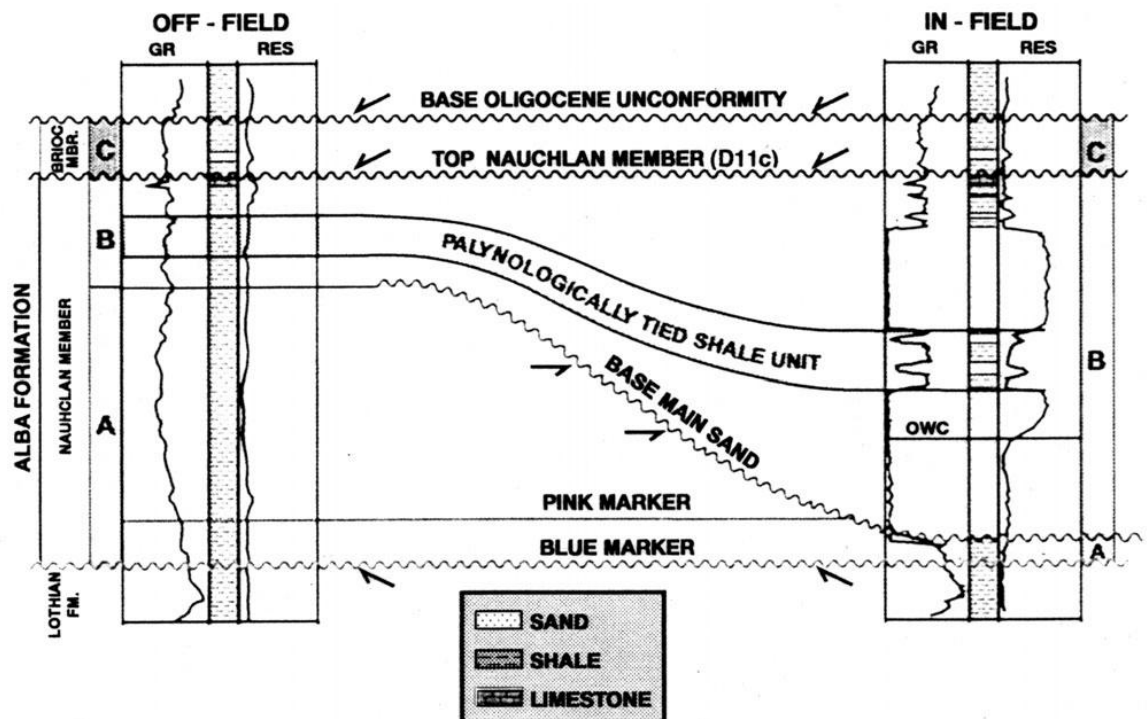 OFF - FIELD
GR
RES
IN - FIELD
GR
RES
BASE OLIGOCENE UNCONFORMITY
BRIOC
MBR.
C
C
TOP NAUCHLAN MEMBER (D11c)
ALBA FORMATION
NAUHCLAN MEMBER
B
PALYNOLOGICALLY TIED SHALE UNIT
B
BASE MAIN SAND
A
OWC
PINK MARKER
BLUE MARKER
A
LOTHIAN
FM.
SAND
SHALE
LIMESTONE